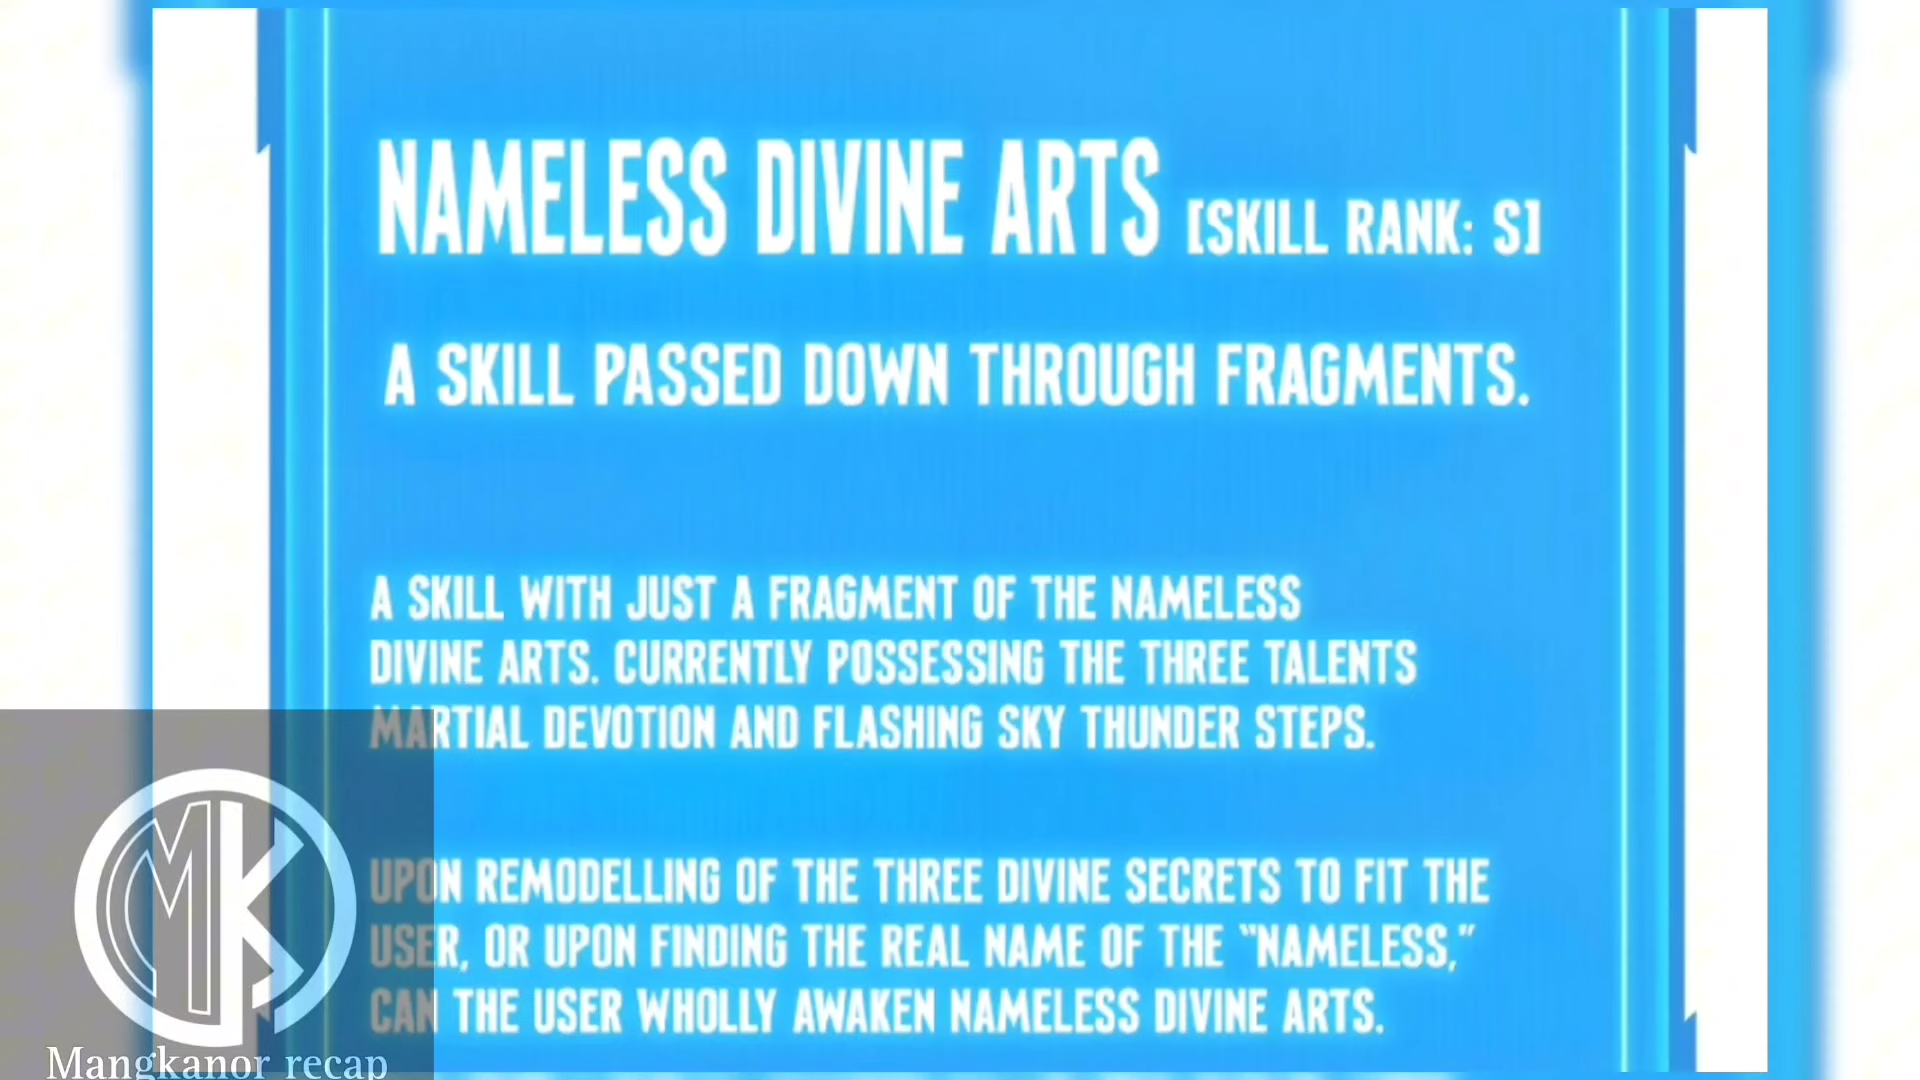 NAMELESS DIVINE ARTS [SKILL RANK: S]
A SKILL PASSED DOWN THROUGH FRAGMENTS.
A SKILL WITH JUST A FRAGMENT OF THE NAMELESS
DIVINE ARTS. CURRENTLY POSSESSING THE THREE TALENTS
MARTIAL DEVOTION AND FLASHING SKY THUNDER STEPS.
UPON REMODELLING OF THE THREE DIVINE SECRETS TO FIT THE
USER, OR UPON FINDING THE REAL NAME OF THE "NAMELESS,"
CAN THE USER WHOLLY AWAKEN NAMELESS DIVINE ARTS.
MK
Mangkanor recap